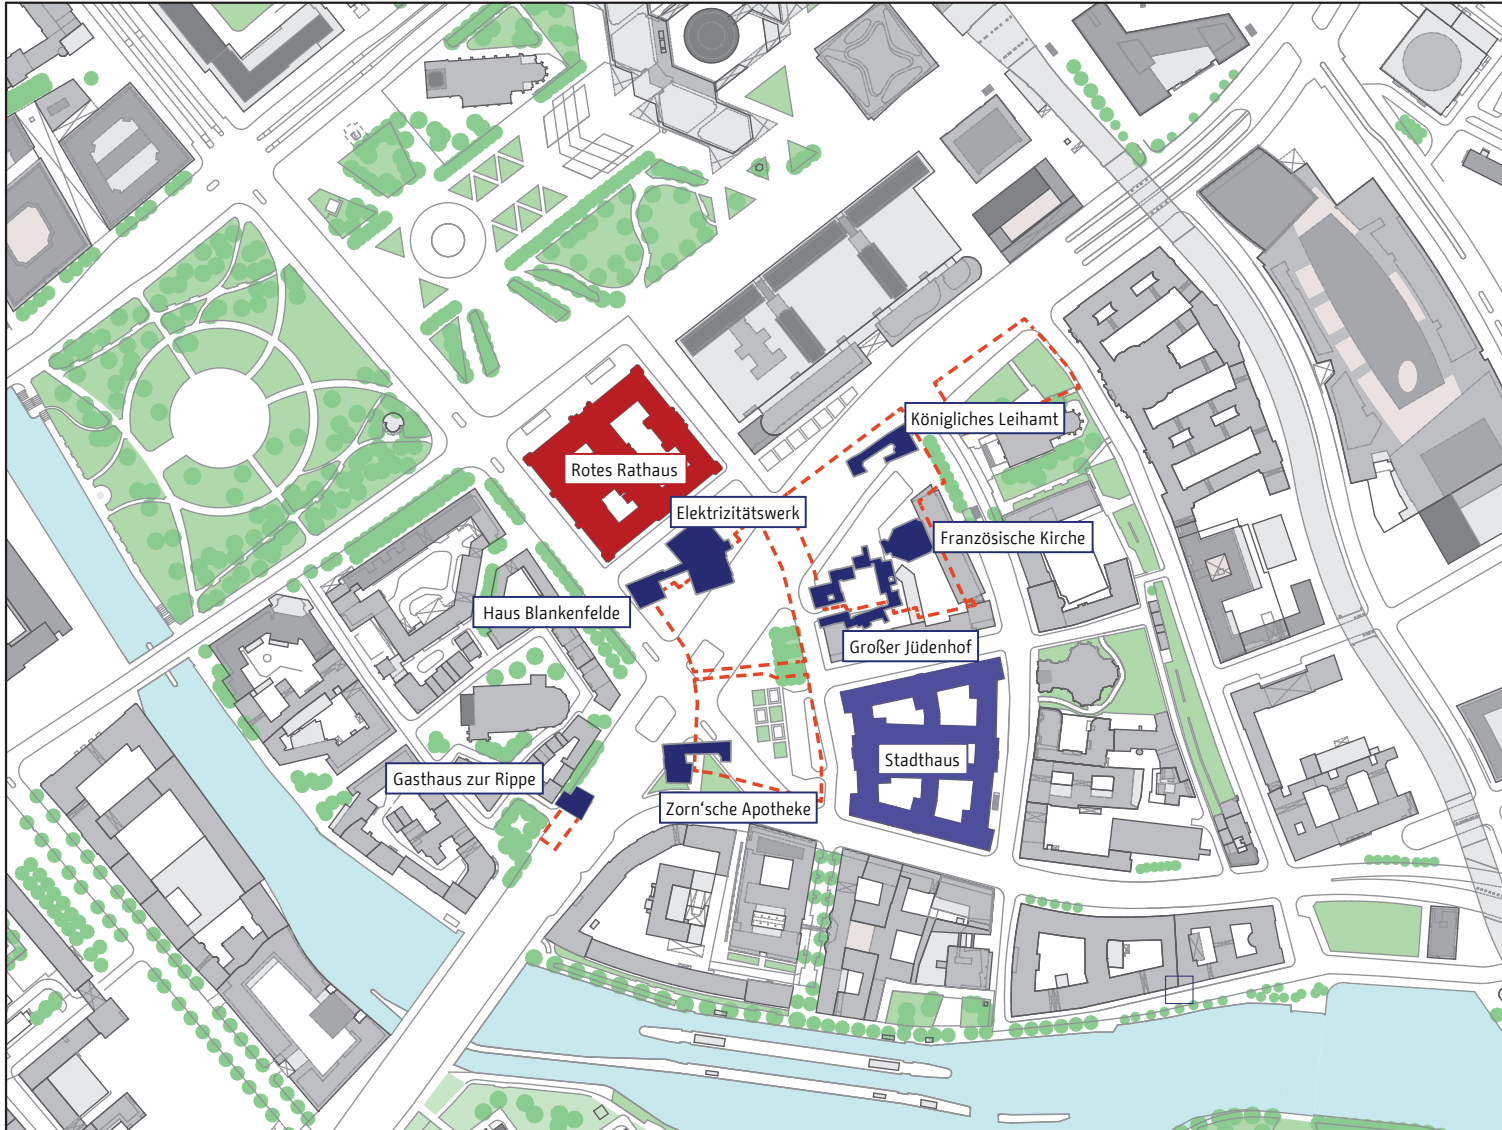 Königliches Leihamt
Rotes Rathaus
Elektrizitätswerk
Französische Kirche
Haus Blankenfelde
Großer Jüdenhof
Stadthaus
Gasthaus zur Rippe
Zorn‘sche Apotheke